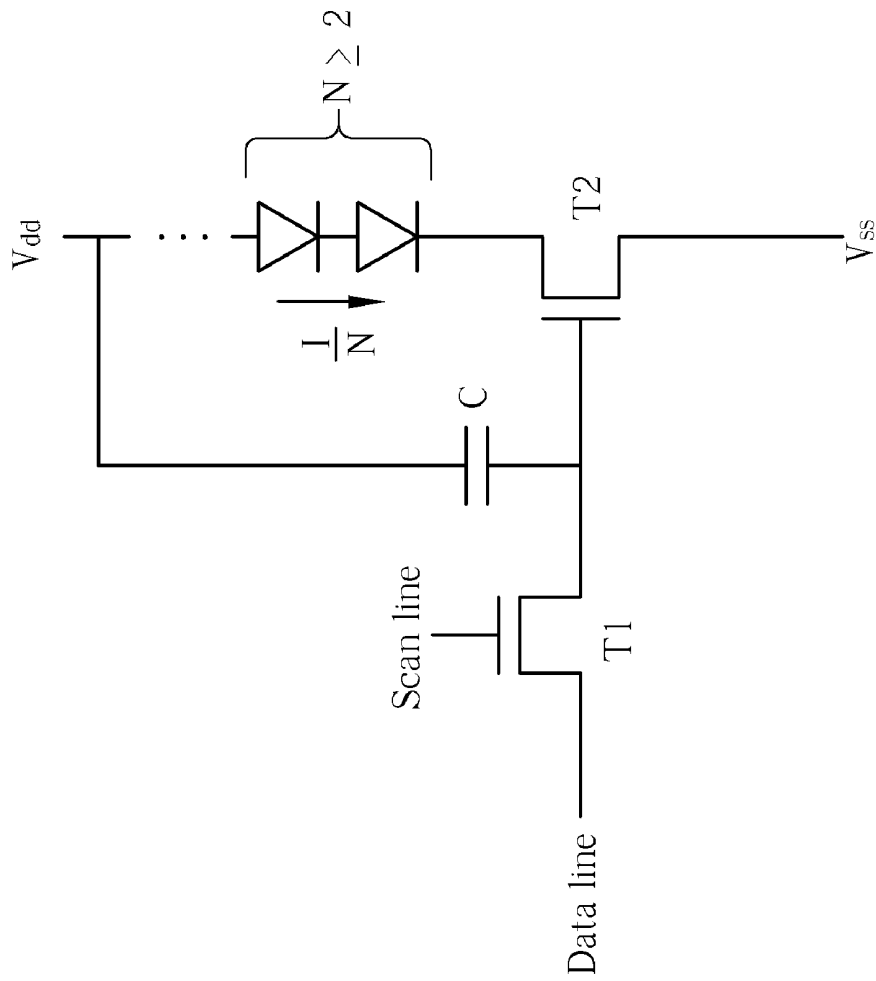 Vdd
N ≥ 2
I
N
C
T2
Scan line
T1
Data line
Vss